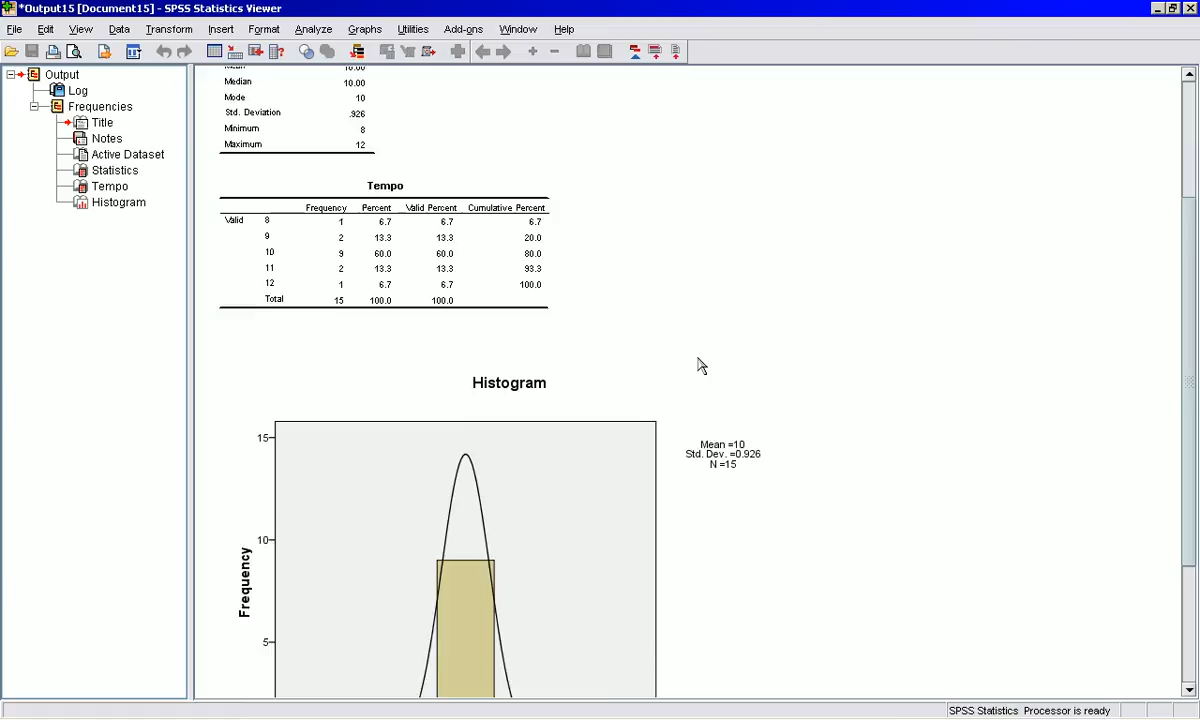 *Output15 [Document15] - SPSS Statistics Viewer
File Edit View Data Transform Insert Format Analyze Graphs Utilities Add-ons Window Help
Output
Log
Frequencies
Title
Notes
Active Dataset
Statistics
Tempo
Histogram
Mean 10.00
Median 10.00
Mode 10
Std. Deviation .926
Minimum 8
Maximum 12
Tempo
Frequency Percent Valid Percent Cumulative Percent
Valid 8 1 6.7 6.7 6.7
9 2 13.3 13.3 20.0
10 9 60.0 60.0 80.0
11 2 13.3 13.3 93.3
12 1 6.7 6.7 100.0
Total 15 100.0 100.0
Histogram
15
Mean =10
Std. Dev. =0.926
N =15
10
Frequency
5
SPSS Statistics Processor is ready